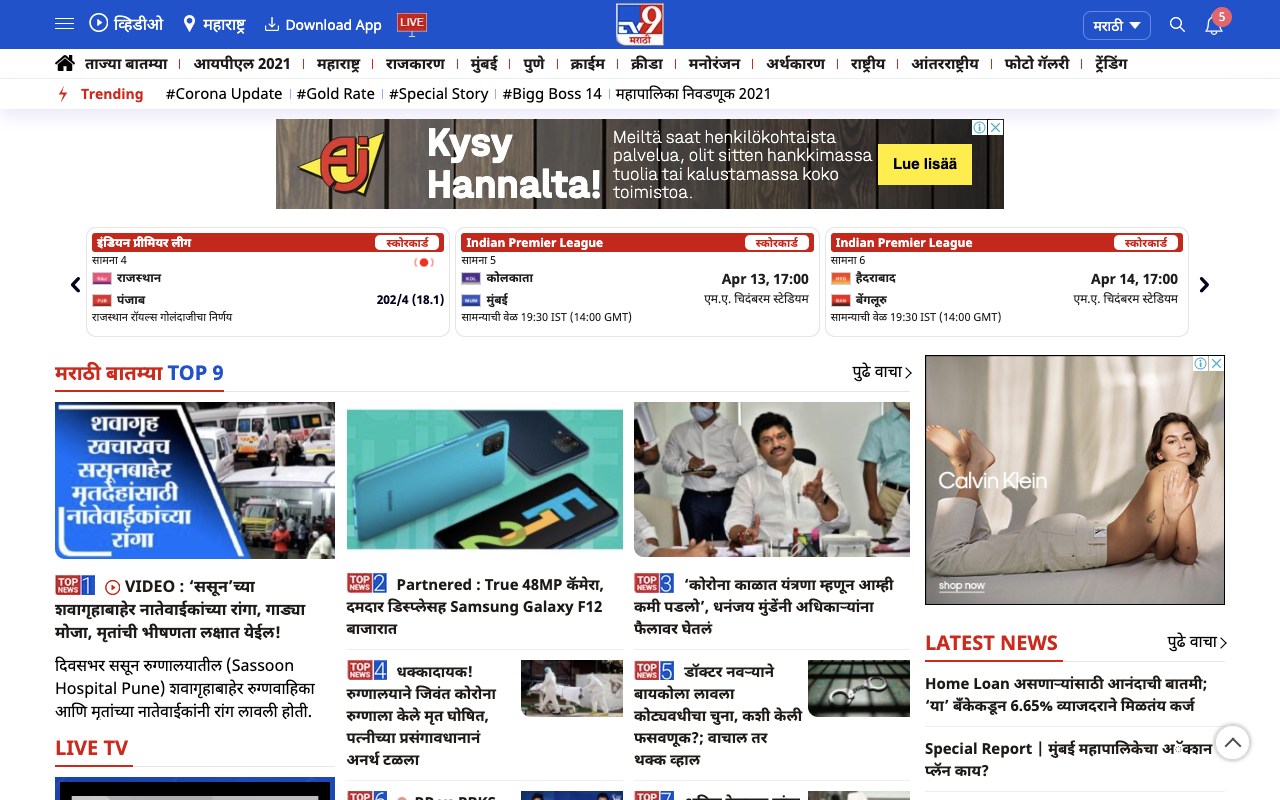 व्हिडीओ महाराष्ट्र Download App LIVE
TV9 मराठी
मराठी 5
ताज्या बातम्या आयपीएल 2021 महाराष्ट्र राजकारण मुंबई पुणे क्राईम क्रीडा मनोरंजन अर्थकारण राष्ट्रीय आंतरराष्ट्रीय फोटो गॅलरी ट्रेंडिंग
Trending #Corona Update #Gold Rate #Special Story #Bigg Boss 14 महापालिका निवडणूक 2021
Aj
Kysy
Hannalta!
Meiltä saat henkilökohtaista
palvelua, olit sitten hankkimassa
tuolia tai kalustamassa koko
toimistoa.
Lue lisää
इंडियन प्रीमियर लीग स्कोरकार्ड
सामना 4
राजस्थान
पंजाब 202/4 (18.1)
राजस्थान रॉयल्स गोलंदाजीचा निर्णय
Indian Premier League स्कोरकार्ड
सामना 5
कोलकाता Apr 13, 17:00
मुंबई एम.ए. चिदंबरम स्टेडियम
सामन्याची वेळ 19:30 IST (14:00 GMT)
Indian Premier League स्कोरकार्ड
सामना 6
हैदराबाद Apr 14, 17:00
बेंगलूरु एम.ए. चिदंबरम स्टेडियम
सामन्याची वेळ 19:30 IST (14:00 GMT)
मराठी बातम्या TOP 9 पुढे वाचा
शवागृह
खचाखच
ससूनबाहेर
मृतदेहांसाठी
नातेवाईकांच्या
रांगा
TOP NEWS 1 VIDEO : ‘ससून’च्या
शवागृहाबाहेर नातेवाईकांच्या रांगा, गाड्या
मोजा, मृतांची भीषणता लक्षात येईल!
दिवसभर ससून रुग्णालयातील (Sassoon
Hospital Pune) शवागृहाबाहेर रुग्णवाहिका
आणि मृतांच्या नातेवाईकांनी रांग लावली होती.
LIVE TV
SAMSUNG
F12
TOP NEWS 2 Partnered : True 48MP कॅमेरा,
दमदार डिस्प्लेसह Samsung Galaxy F12
बाजारात
TOP NEWS 3 ‘कोरोना काळात यंत्रणा म्हणून आम्ही
कमी पडलो’, धनंजय मुंडेंनी अधिकाऱ्यांना
फैलावर घेतलं
TOP NEWS 4 धक्कादायक!
रुग्णालयाने जिवंत कोरोना
रुग्णाला केले मृत घोषित,
पत्नीच्या प्रसंगावधानानं
अनर्थ टळला
TOP NEWS 5 डॉक्टर नवऱ्याने
बायकोला लावला
कोट्यवधीचा चुना, कशी केली
फसवणूक?; वाचाल तर
थक्क व्हाल
Calvin Klein
shop now
LATEST NEWS पुढे वाचा
Home Loan असणाऱ्यांसाठी आनंदाची बातमी;
‘या’ बँकेकडून 6.65% व्याजदराने मिळतंय कर्ज
Special Report | मुंबई महापालिकेचा अॅक्शन
प्लॅन काय?